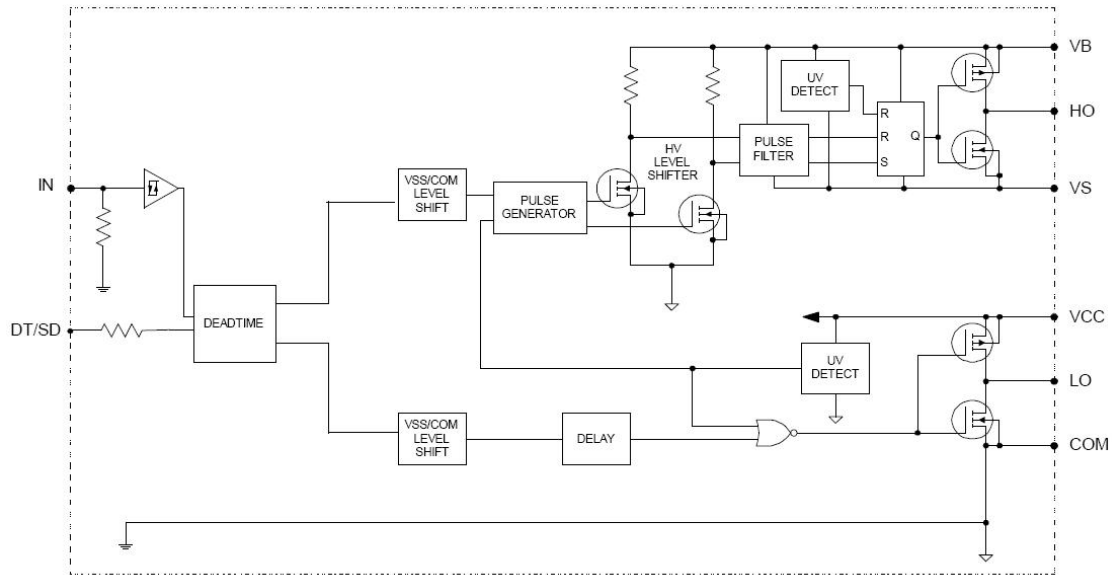 VB
UV
DETECT
HO
R
R
Q
S
PULSE
FILTER
HV
LEVEL
SHIFTER
IN
VSS/COM
LEVEL
SHIFT
PULSE
GENERATOR
VS
DT/SD
DEADTIME
VCC
UV
DETECT
LO
VSS/COM
LEVEL
SHIFT
DELAY
COM